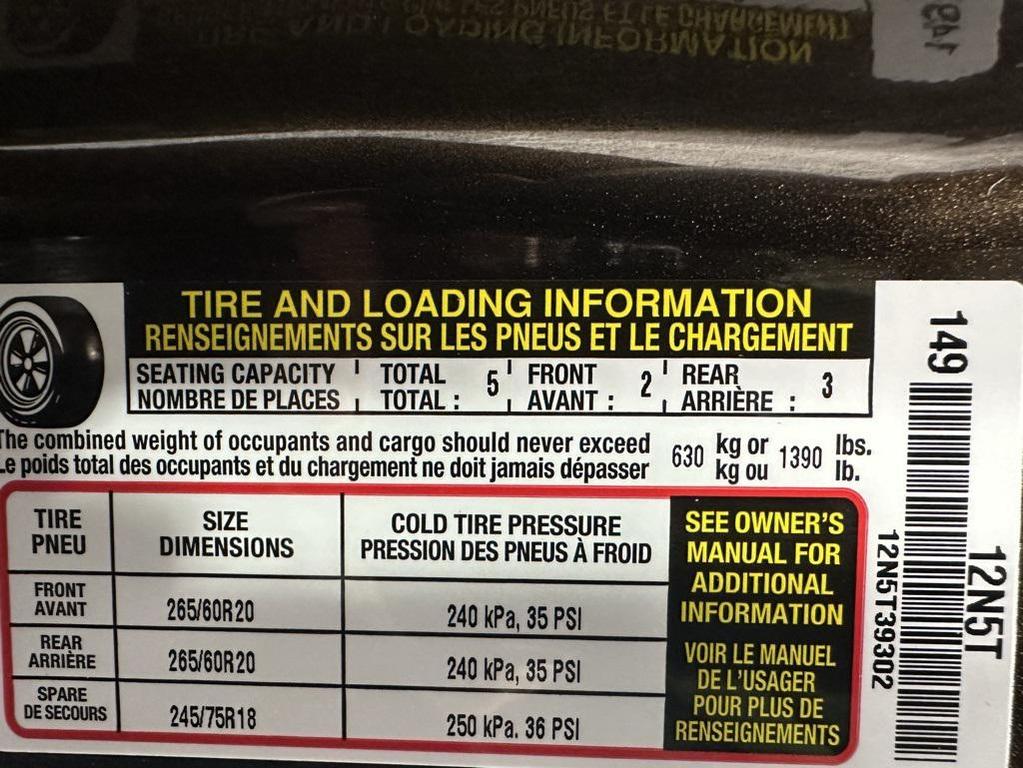 TIRE AND LOADING INFORMATION
RENSEIGNEMENTS SUR LES PNEUS ET LE CHARGEMENT
SEATING CAPACITY TOTAL 5 FRONT 2 REAR 3
NOMBRE DE PLACES TOTAL : AVANT : ARRIÈRE :
The combined weight of occupants and cargo should never exceed 630 kg or 1390 lbs.
Le poids total des occupants et du chargement ne doit jamais dépasser kg ou lb.
TIRE SIZE COLD TIRE PRESSURE
PNEU DIMENSIONS PRESSION DES PNEUS À FROID
FRONT
AVANT 265/60R20 240 kPa, 35 PSI
REAR
ARRIÈRE 265/60R20 240 kPa, 35 PSI
SPARE
DE SECOURS 245/75R18 250 kPa. 36 PSI
SEE OWNER'S
MANUAL FOR
ADDITIONAL
INFORMATION
VOIR LE MANUEL
DE L'USAGER
POUR PLUS DE
RENSEIGNEMENTS
149
12N5T39302
12N5T